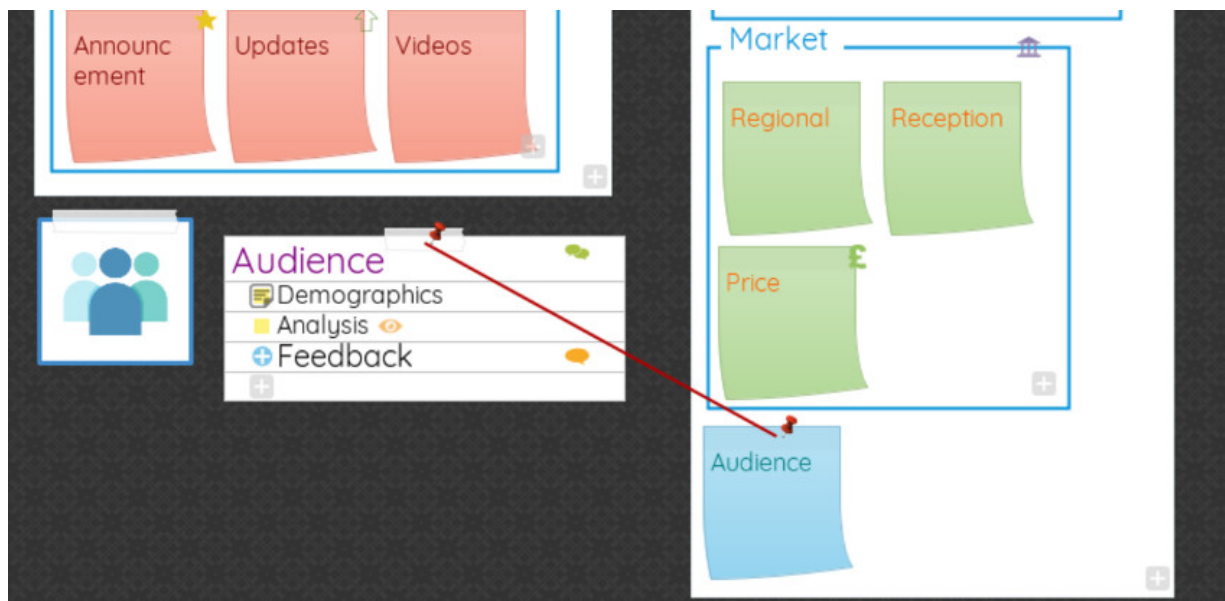 Announc
ement
Updates
Videos
Market
Regional
Reception
Price
£
Audience
Demographics
Analysis
Feedback
Audience